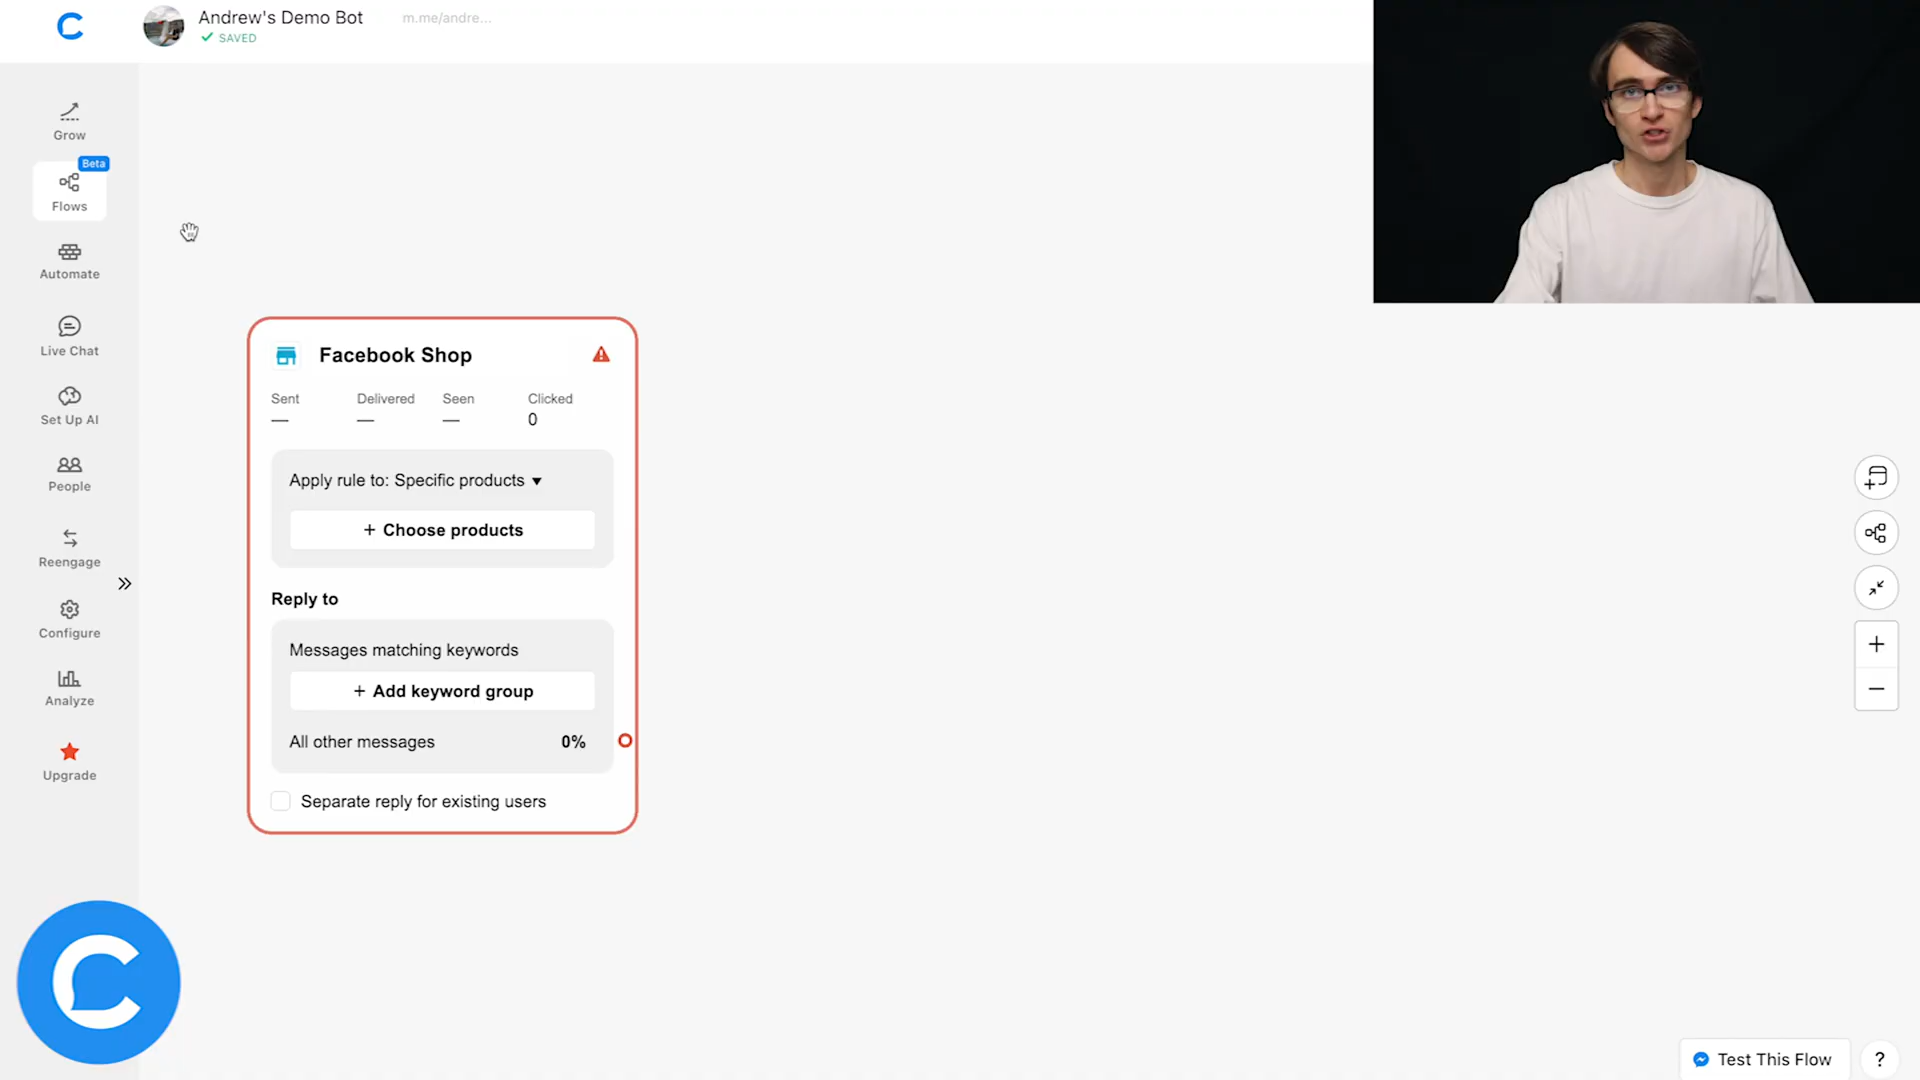 Andrew's Demo Bot
m.me/andre...
SAVED
Grow
Beta
Flows
Automate
Live Chat
Set Up AI
People
Reengage
Configure
Analyze
Upgrade
Facebook Shop
Sent Delivered Seen Clicked
— — — 0
Apply rule to: Specific products
+ Choose products
Reply to
Messages matching keywords
+ Add keyword group
All other messages 0%
Separate reply for existing users
Test This Flow
?